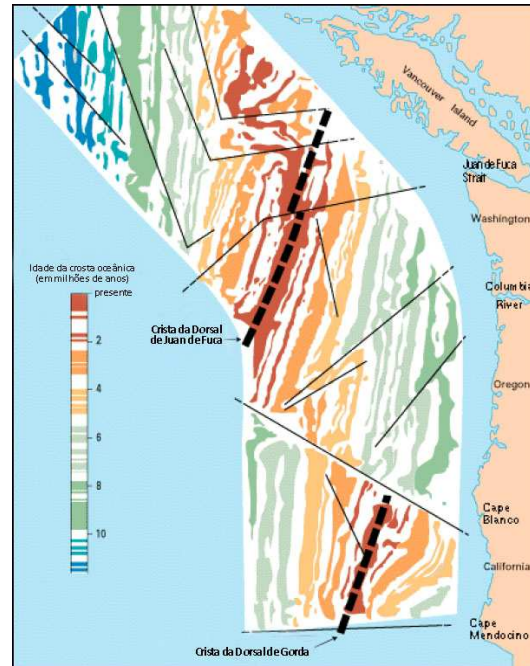 Vancouver Island
Juan de Fuca
Strait
Washington
Columbia
River
Oregon
Cape
Blanco
California
Cape
Mendocino
Idade da crosta oceânica
(em milhões de anos)
presente
2
4
6
8
10
Crista da Dorsal
de Juan de Fuca
Crista da Dorsal de Gorda